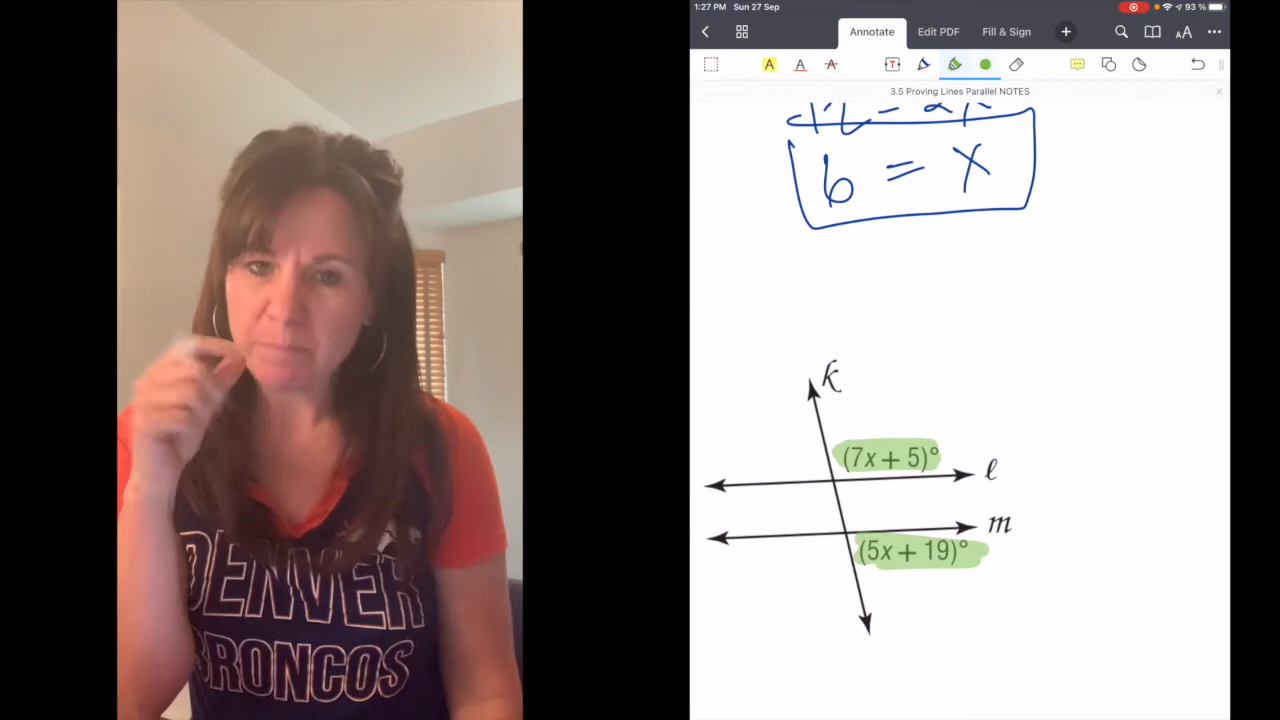 1:27 PM Sun 27 Sep
93 %
Annotate Edit PDF Fill & Sign
A A A T AA
3.5 Proving Lines Parallel NOTES
6 = x
k
(7x + 5)°
ℓ
m
(5x + 19)°
DENVER
BRONCOS